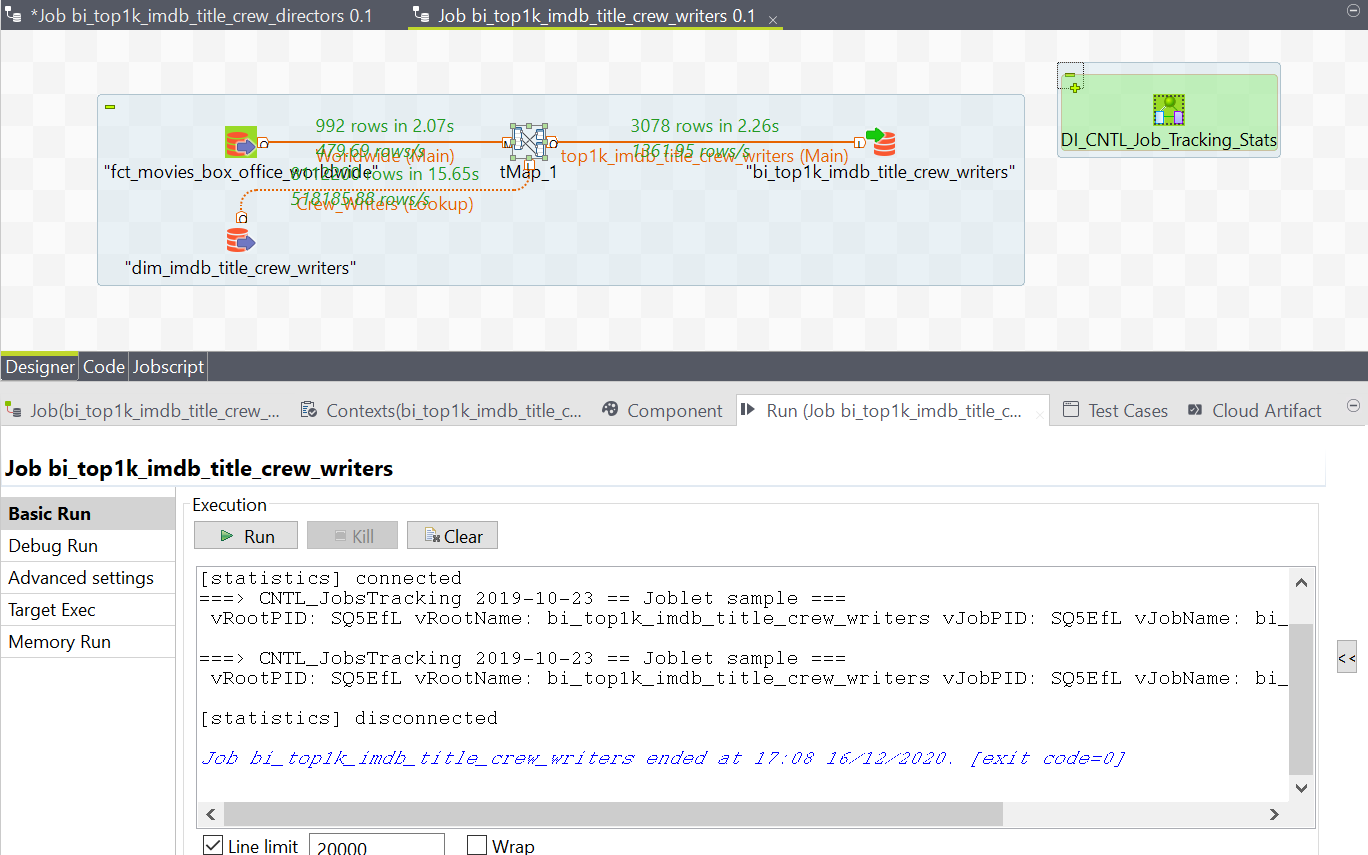 *Job bi_top1k_imdb_title_crew_directors 0.1
Job bi_top1k_imdb_title_crew_writers 0.1
992 rows in 2.07s
479.69 rows/s
Worldwide (Main)
3078 rows in 2.26s
1361.95 rows/s
top1k_imdb_title_crew_writers (Main)
DI_CNTL_Job_Tracking_Stats
"fct_movies_box_office_worldwide"
tMap_1
"bi_top1k_imdb_title_crew_writers"
8112200 rows in 15.65s
518185.88 rows/s
Crew_Writers (Lookup)
"dim_imdb_title_crew_writers"
Designer Code Jobscript
Job(bi_top1k_imdb_title_crew_... Contexts(bi_top1k_imdb_title_c... Component Run (Job bi_top1k_imdb_title_c... Test Cases Cloud Artifact
Job bi_top1k_imdb_title_crew_writers
Basic Run
Debug Run
Advanced settings
Target Exec
Memory Run
Execution
Run Kill Clear
[statistics] connected
===> CNTL_JobsTracking 2019-10-23 == Joblet sample ===
vRootPID: SQ5EfL vRootName: bi_top1k_imdb_title_crew_writers vJobPID: SQ5EfL vJobName: bi_
===> CNTL_JobsTracking 2019-10-23 == Joblet sample ===
vRootPID: SQ5EfL vRootName: bi_top1k_imdb_title_crew_writers vJobPID: SQ5EfL vJobName: bi_
[statistics] disconnected
Job bi_top1k_imdb_title_crew_writers ended at 17:08 16/12/2020. [exit code=0]
<<
Line limit 20000 Wrap